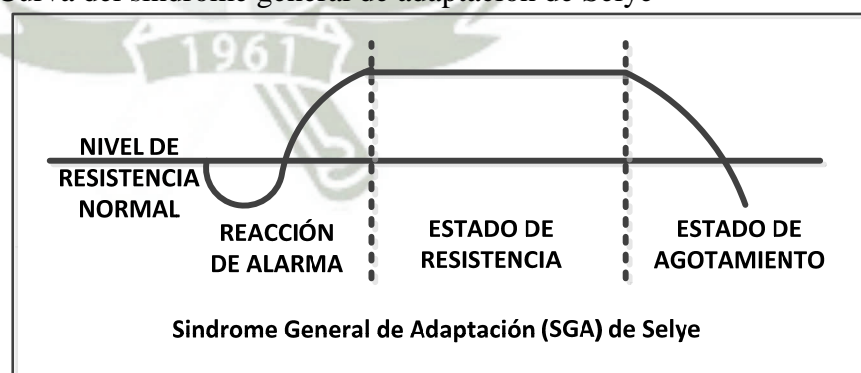 Curva del síndrome general de adaptación de Selye
1961
NIVEL DE
RESISTENCIA
NORMAL
REACCIÓN
DE ALARMA
ESTADO DE
RESISTENCIA
ESTADO DE
AGOTAMIENTO
Sindrome General de Adaptación (SGA) de Selye